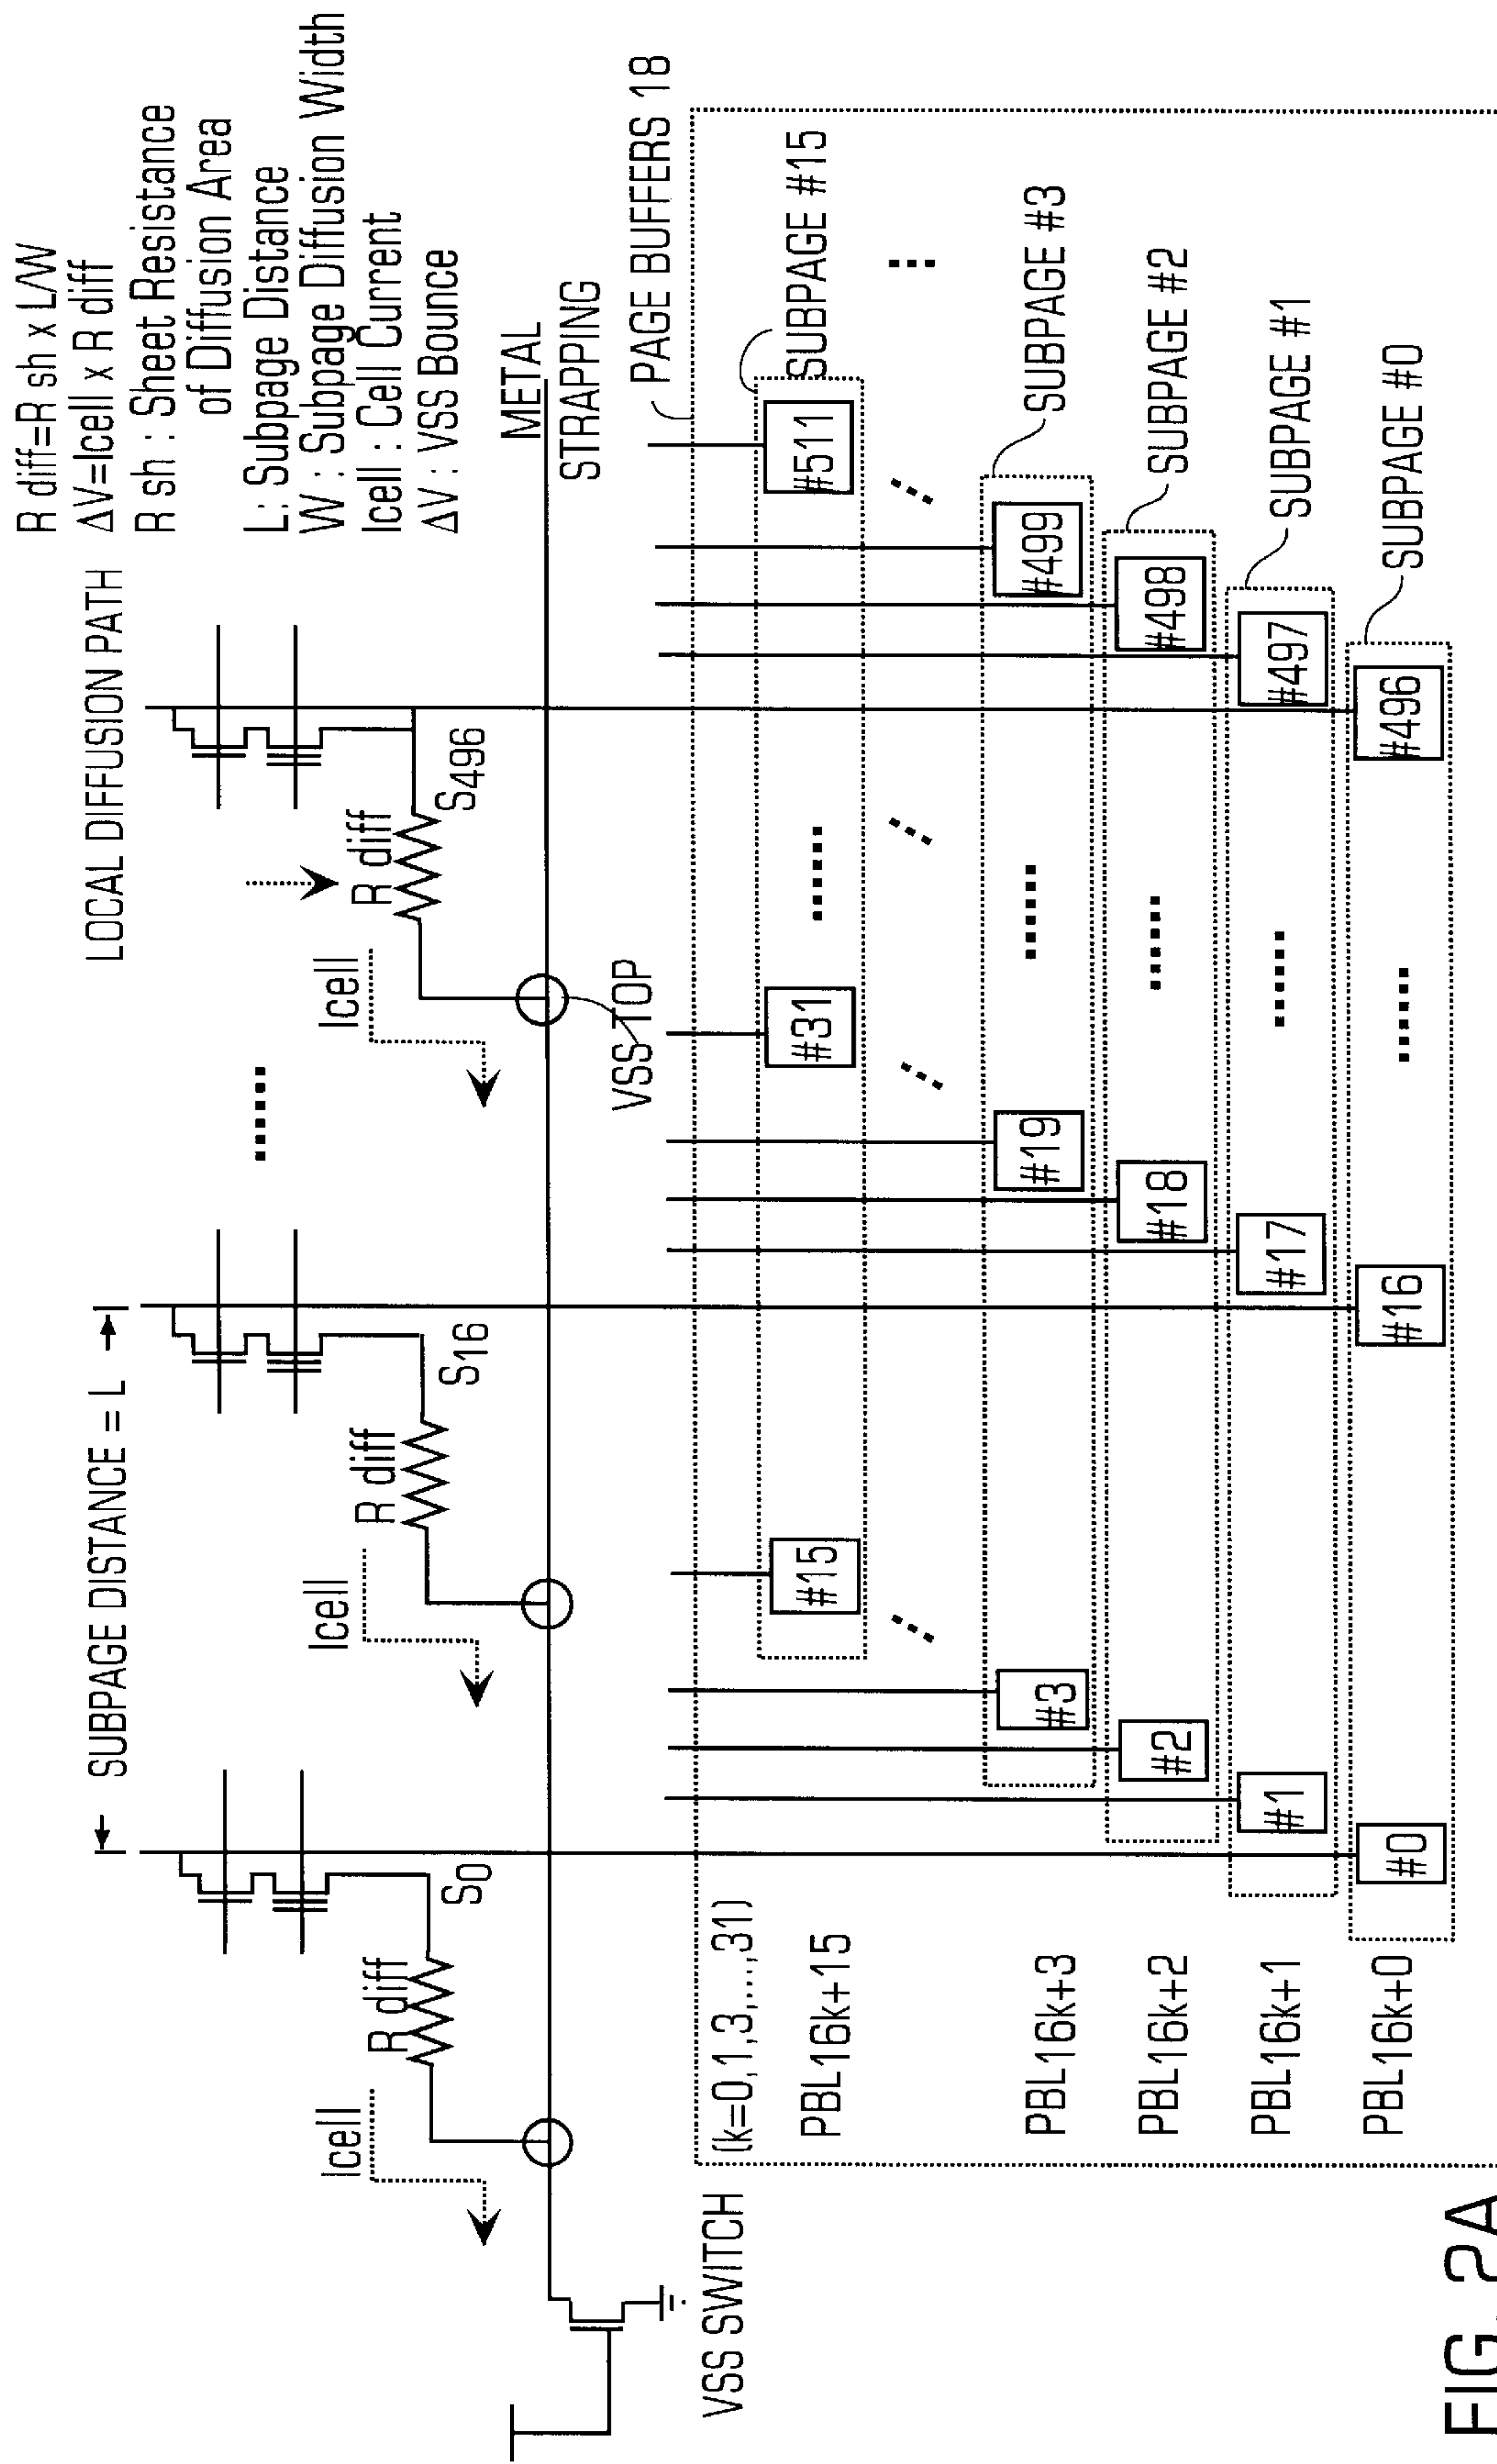 R diff=R sh x L/W
ΔV=Icell x R diff
R sh : Sheet Resistance
of Diffusion Area
L: Subpage Distance
W : Subpage Diffusion Width
Icell : Cell Current
ΔV : VSS Bounce
SUBPAGE DISTANCE = L
LOCAL DIFFUSION PATH
Icell
R diff
S0
Icell
R diff
S16
Icell
R diff
S496
METAL
STRAPPING
VSS TOP
VSS SWITCH
PAGE BUFFERS 18
(k=0,1,3,...,31)
PBL16k+15
#15
#31
#511
SUBPAGE #15
PBL16k+3
#3
#19
#499
SUBPAGE #3
PBL16k+2
#2
#18
#498
SUBPAGE #2
PBL16k+1
#1
#17
#497
SUBPAGE #1
PBL16k+0
#0
#16
#496
SUBPAGE #0
FIG. 2A